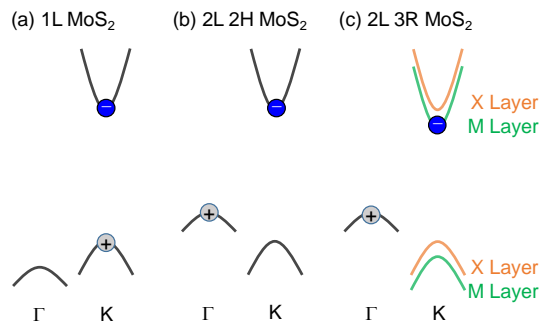 (a) 1L MoS₂ (b) 2L 2H MoS₂ (c) 2L 3R MoS₂
−
−
−
X Layer
M Layer
+
+
+
X Layer
M Layer
Γ K Γ K Γ K